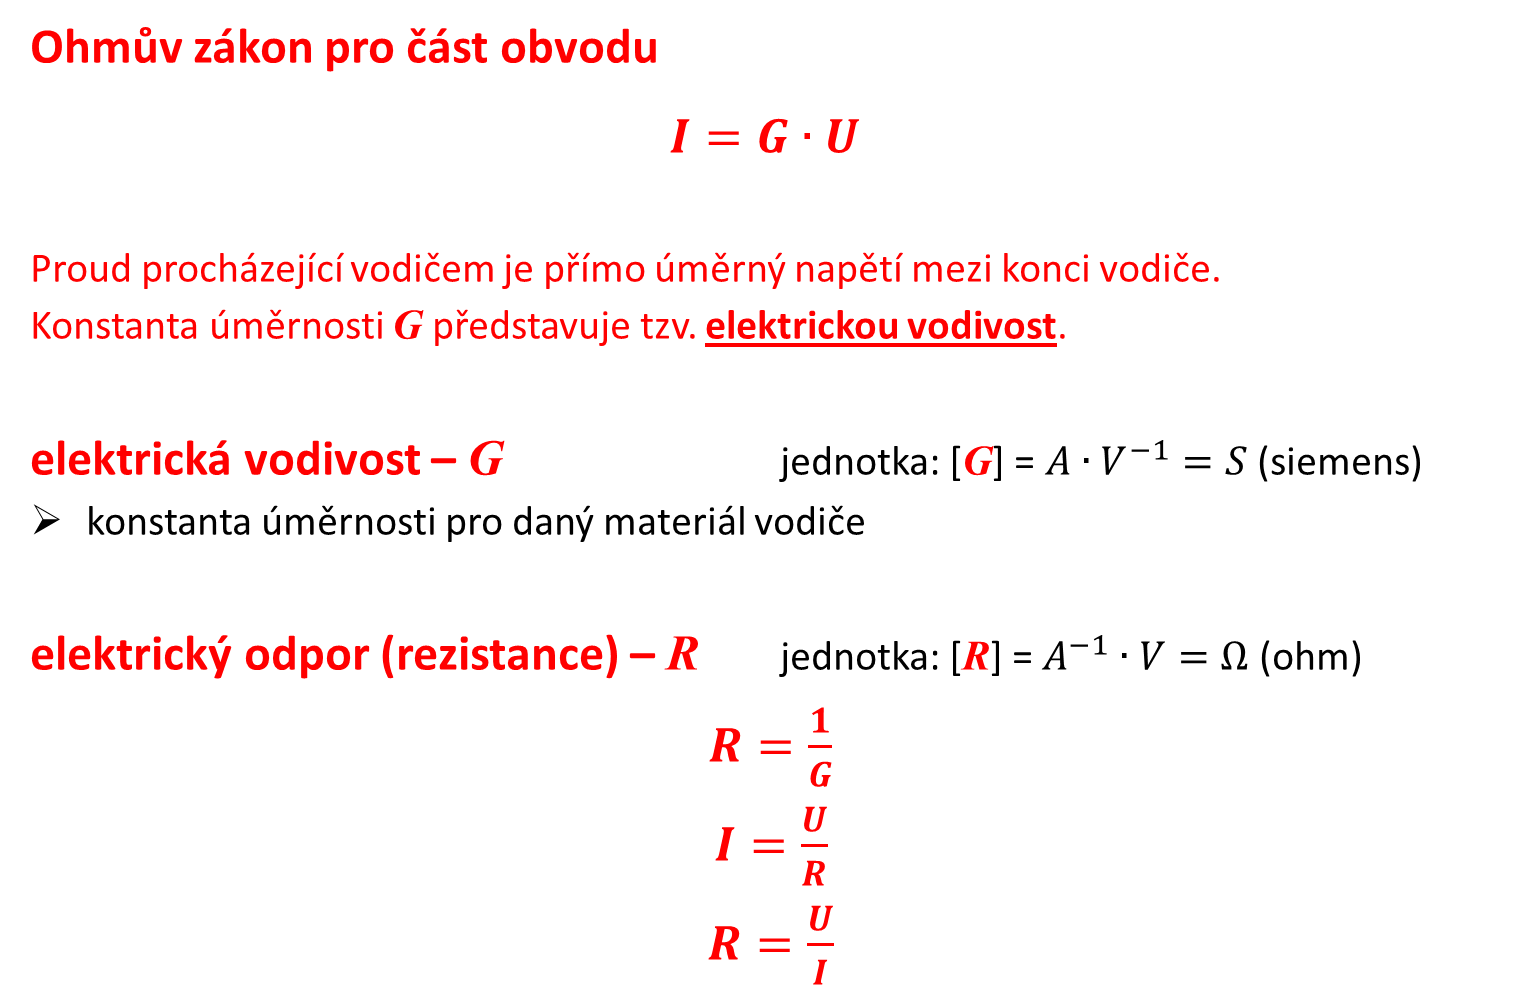 Ohmův zákon pro část obvodu
I = G · U
Proud procházející vodičem je přímo úměrný napětí mezi konci vodiče.
Konstanta úměrnosti G představuje tzv. elektrickou vodivost.
elektrická vodivost – G jednotka: [G] = A · V⁻¹ = S (siemens)
➢ konstanta úměrnosti pro daný materiál vodiče
elektrický odpor (rezistance) – R jednotka: [R] = A⁻¹ · V = Ω (ohm)
R = 1/G
I = U/R
R = U/I